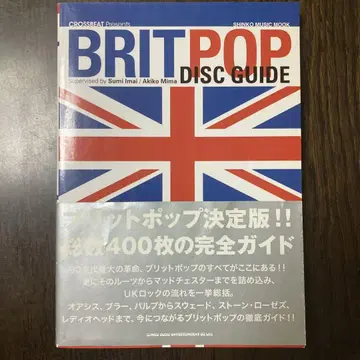 CROSSBEAT Presents
SHINKO MUSIC MOOK
BRITPOP
DISC GUIDE
Supervised by Sumi Imai / Akiko Mima
ブリットポップ決定版!!
総数400枚の完全ガイド
最大の革命、ブリットポップのすべてがここにある!!
そのルーツからマッドチェスターまでを詰め込み、
UKロックの流れを一挙総括。
オアシス、ブラー、パルプからスウェード、ストーン・ローゼズ、
レディオヘッドまで、今につながるブリットポップの徹底ガイド!!